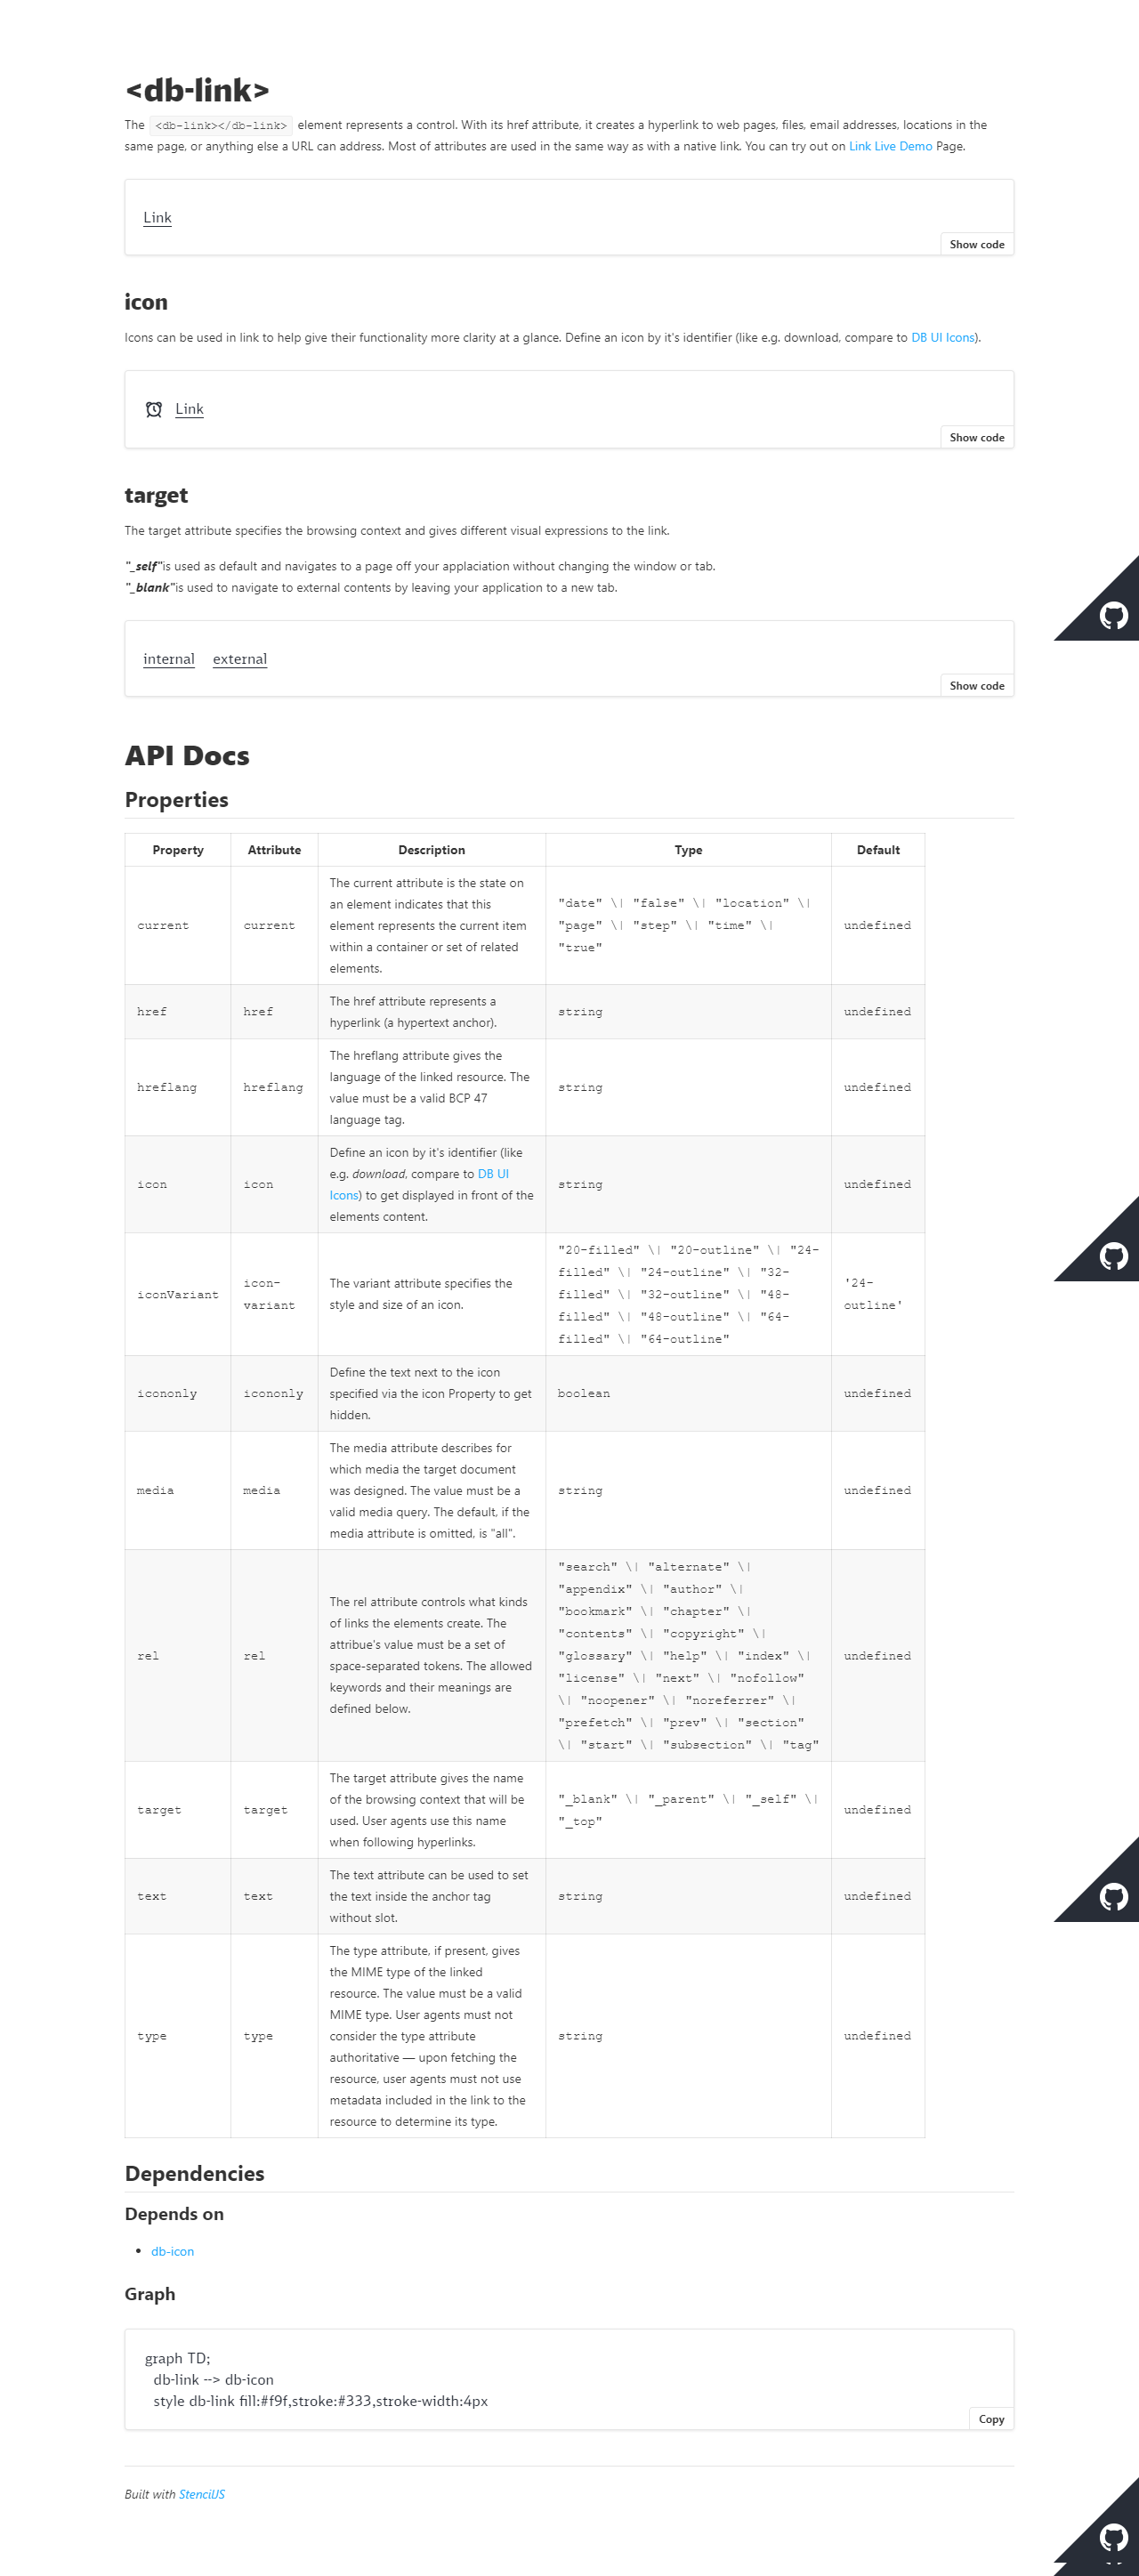 <db-link>
The <db-link></db-link> element represents a control. With its href attribute, it creates a hyperlink to web pages, files, email addresses, locations in the
same page, or anything else a URL can address. Most of attributes are used in the same way as with a native link. You can try out on Link Live Demo Page.
Link
Show code
icon
Icons can be used in link to help give their functionality more clarity at a glance. Define an icon by it's identifier (like e.g. download, compare to DB UI Icons).
Link
Show code
target
The target attribute specifies the browsing context and gives different visual expressions to the link.
"_self"is used as default and navigates to a page off your applaciation without changing the window or tab.
"_blank"is used to navigate to external contents by leaving your application to a new tab.
internal external
Show code
API Docs
Properties
Property Attribute Description Type Default
current current
The current attribute is the state on
an element indicates that this
element represents the current item
within a container or set of related
elements.
"date" \| "false" \| "location" \|
"page" \| "step" \| "time" \|
"true"
undefined
href href
The href attribute represents a
hyperlink (a hypertext anchor).
string undefined
hreflang hreflang
The hreflang attribute gives the
language of the linked resource. The
value must be a valid BCP 47
language tag.
string undefined
icon icon
Define an icon by it's identifier (like
e.g. download, compare to DB UI
Icons) to get displayed in front of the
elements content.
string undefined
iconVariant
icon-
variant
The variant attribute specifies the
style and size of an icon.
"20-filled" \| "20-outline" \| "24-
filled" \| "24-outline" \| "32-
filled" \| "32-outline" \| "48-
filled" \| "48-outline" \| "64-
filled" \| "64-outline"
'24-
outline'
icononly icononly
Define the text next to the icon
specified via the icon Property to get
hidden.
boolean undefined
media media
The media attribute describes for
which media the target document
was designed. The value must be a
valid media query. The default, if the
media attribute is omitted, is "all".
string undefined
rel rel
The rel attribute controls what kinds
of links the elements create. The
attribue's value must be a set of
space-separated tokens. The allowed
keywords and their meanings are
defined below.
"search" \| "alternate" \|
"appendix" \| "author" \|
"bookmark" \| "chapter" \|
"contents" \| "copyright" \|
"glossary" \| "help" \| "index" \|
"license" \| "next" \| "nofollow"
\| "noopener" \| "noreferrer" \|
"prefetch" \| "prev" \| "section"
\| "start" \| "subsection" \| "tag"
undefined
target target
The target attribute gives the name
of the browsing context that will be
used. User agents use this name
when following hyperlinks.
"_blank" \| "_parent" \| "_self" \|
"_top"
undefined
text text
The text attribute can be used to set
the text inside the anchor tag
without slot.
string undefined
type type
The type attribute, if present, gives
the MIME type of the linked
resource. The value must be a valid
MIME type. User agents must not
consider the type attribute
authoritative — upon fetching the
resource, user agents must not use
metadata included in the link to the
resource to determine its type.
string undefined
Dependencies
Depends on
• db-icon
Graph
graph TD;
db-link --> db-icon
style db-link fill:#f9f,stroke:#333,stroke-width:4px
Copy
Built with StencilJS